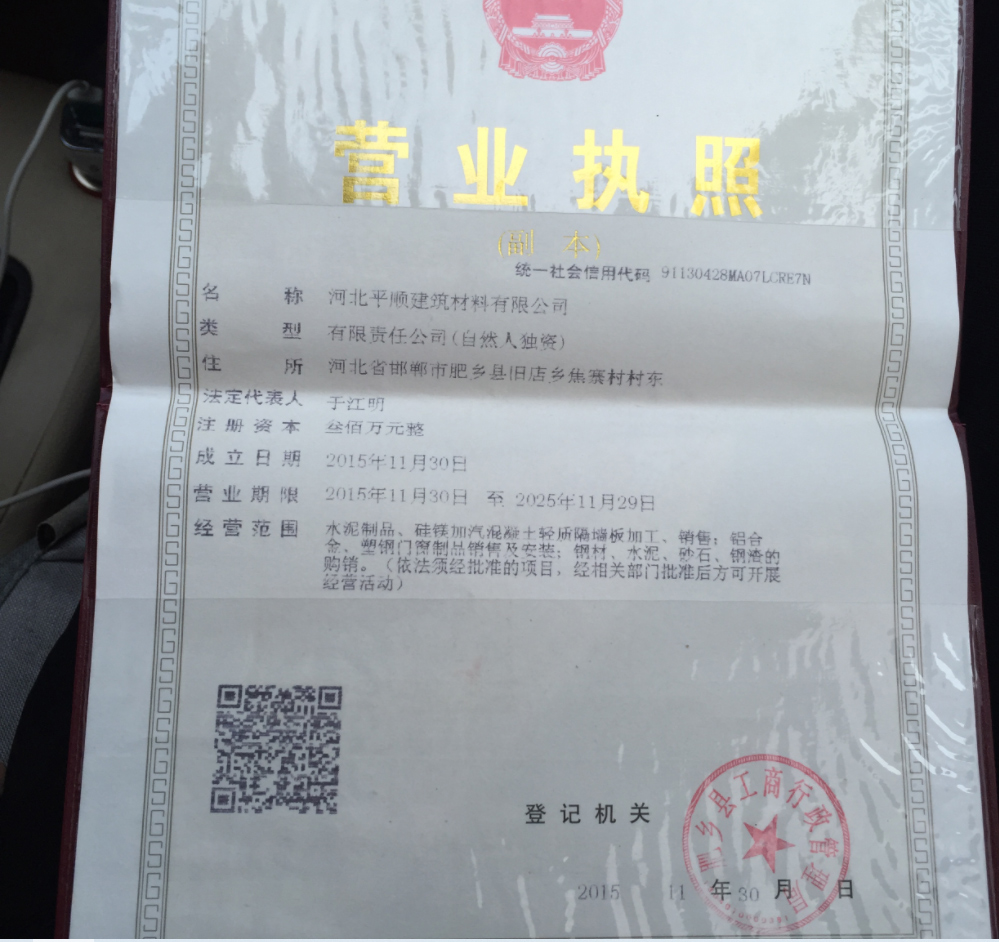 营业执照
(副 本)
统一社会信用代码 91130428MA07LCRE7N
名 称 河北平顺建筑材料有限公司
类 型 有限责任公司(自然人独资)
住 所 河北省邯郸市肥乡县旧店乡焦寨村村东
法定代表人 于江明
注册资本 叁佰万元整
成立日期 2015年11月30日
营业期限 2015年11月30日 至 2025年11月29日
经营范围 水泥制品、硅镁加汽混凝土轻质隔墙板加工、销售；铝合
金、塑钢门窗制品销售及安装；钢材、水泥、砂石、钢渣的
购销。（依法须经批准的项目，经相关部门批准后方可开展
经营活动）
登记机关
肥乡县工商行政管理局
2015 11 年 30 月 日